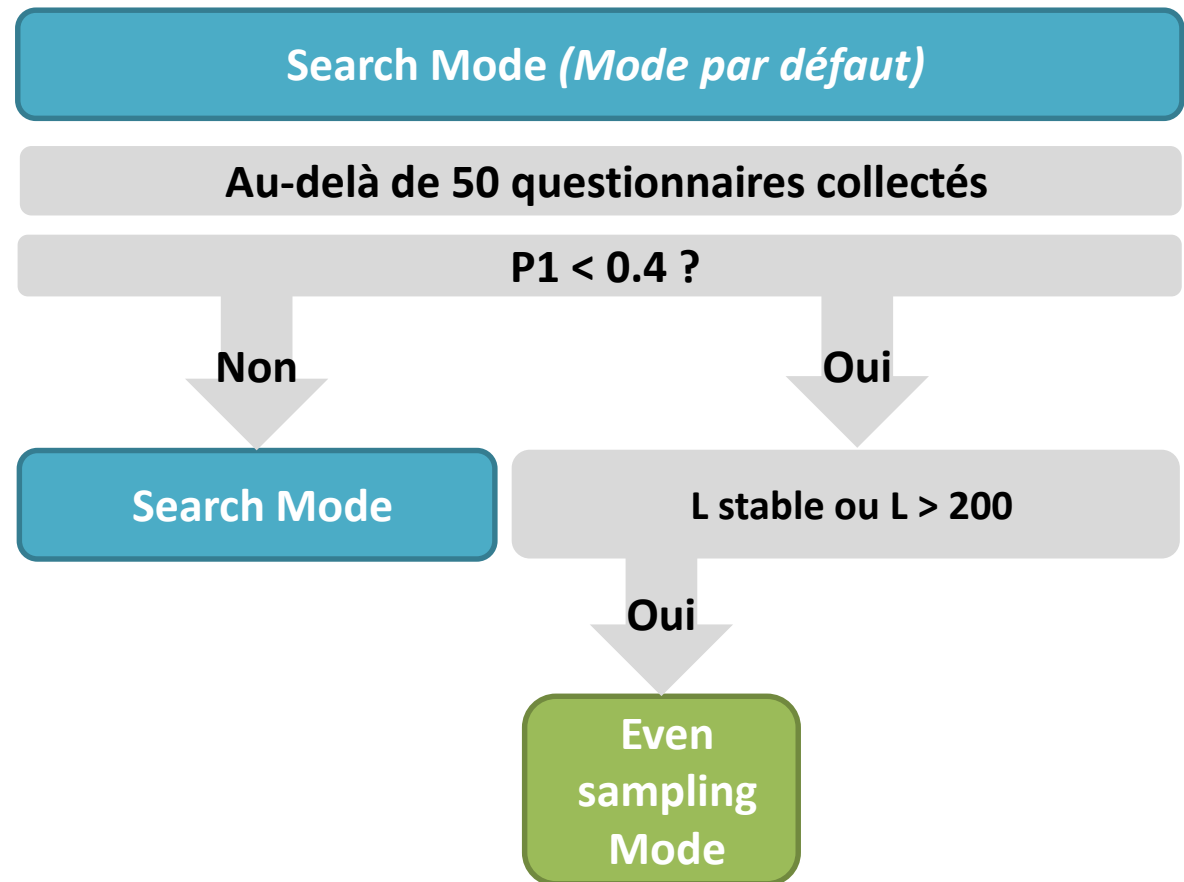 Search Mode (Mode par défaut)
Au-delà de 50 questionnaires collectés
P1 < 0.4 ?
Non
Oui
Search Mode
L stable ou L > 200
Oui
Even
sampling
Mode